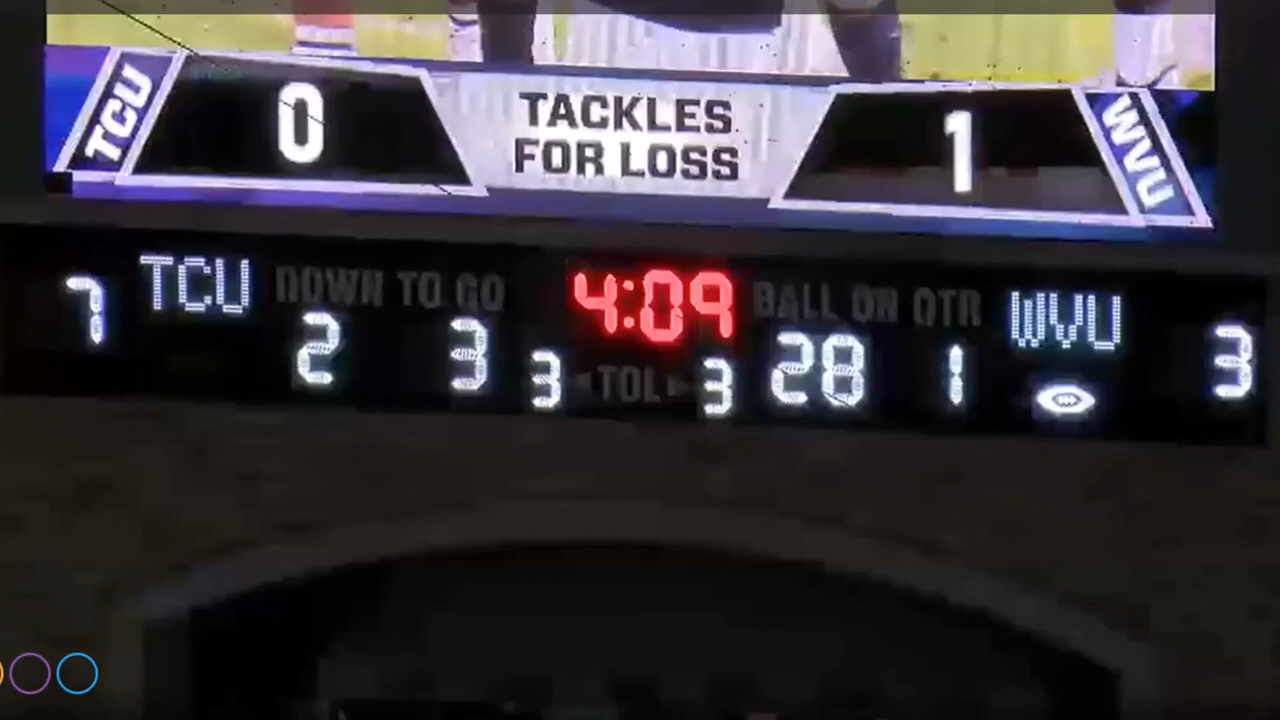 TCU 0 TACKLES FOR LOSS 1 WVU
7 TCU DOWN TO GO 4:09 BALL ON QTR WVU 3
2 3 3 TOL 3 28 1